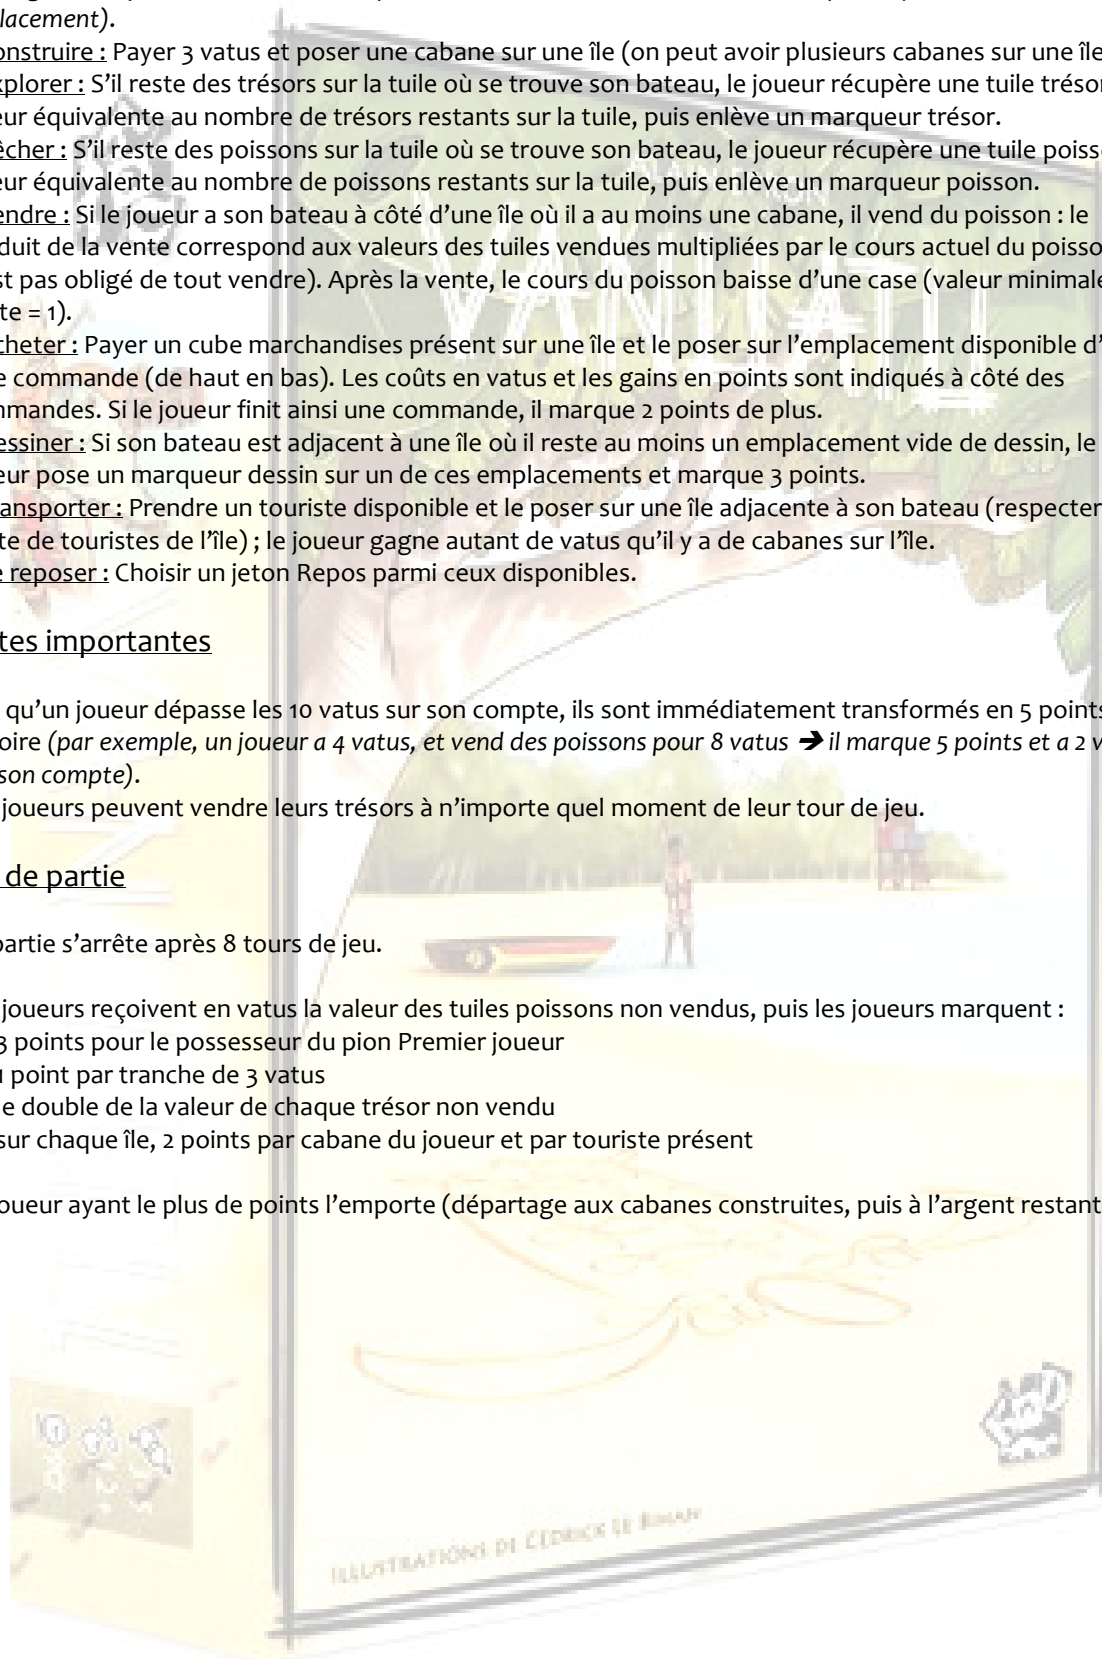 lacement).
onstruire : Payer 3 vatus et poser une cabane sur une île (on peut avoir plusieurs cabanes sur une île
xplorer : S’il reste des trésors sur la tuile où se trouve son bateau, le joueur récupère une tuile trésor
eur équivalente au nombre de trésors restants sur la tuile, puis enlève un marqueur trésor.
êcher : S’il reste des poissons sur la tuile où se trouve son bateau, le joueur récupère une tuile poiss
eur équivalente au nombre de poissons restants sur la tuile, puis enlève un marqueur poisson.
endre : Si le joueur a son bateau à côté d’une île où il a au moins une cabane, il vend du poisson : le
duit de la vente correspond aux valeurs des tuiles vendues multipliées par le cours actuel du poisso
st pas obligé de tout vendre). Après la vente, le cours du poisson baisse d’une case (valeur minimale
te = 1).
cheter : Payer un cube marchandises présent sur une île et le poser sur l’emplacement disponible d’
e commande (de haut en bas). Les coûts en vatus et les gains en points sont indiqués à côté des
mmandes. Si le joueur finit ainsi une commande, il marque 2 points de plus.
essiner : Si son bateau est adjacent à une île où il reste au moins un emplacement vide de dessin, le
eur pose un marqueur dessin sur un de ces emplacements et marque 3 points.
ansporter : Prendre un touriste disponible et le poser sur une île adjacente à son bateau (respecter
te de touristes de l’île) ; le joueur gagne autant de vatus qu’il y a de cabanes sur l’île.
e reposer : Choisir un jeton Repos parmi ceux disponibles.
tes importantes
qu’un joueur dépasse les 10 vatus sur son compte, ils sont immédiatement transformés en 5 points
oire (par exemple, un joueur a 4 vatus, et vend des poissons pour 8 vatus ➔ il marque 5 points et a 2 v
son compte).
joueurs peuvent vendre leurs trésors à n’importe quel moment de leur tour de jeu.
de partie
partie s’arrête après 8 tours de jeu.
joueurs reçoivent en vatus la valeur des tuiles poissons non vendus, puis les joueurs marquent :
3 points pour le possesseur du pion Premier joueur
1 point par tranche de 3 vatus
e double de la valeur de chaque trésor non vendu
sur chaque île, 2 points par cabane du joueur et par touriste présent
oueur ayant le plus de points l’emporte (départage aux cabanes construites, puis à l’argent restant
VANUATU
ILLUSTRATIONS DE CÉDRICK LE BIHAN